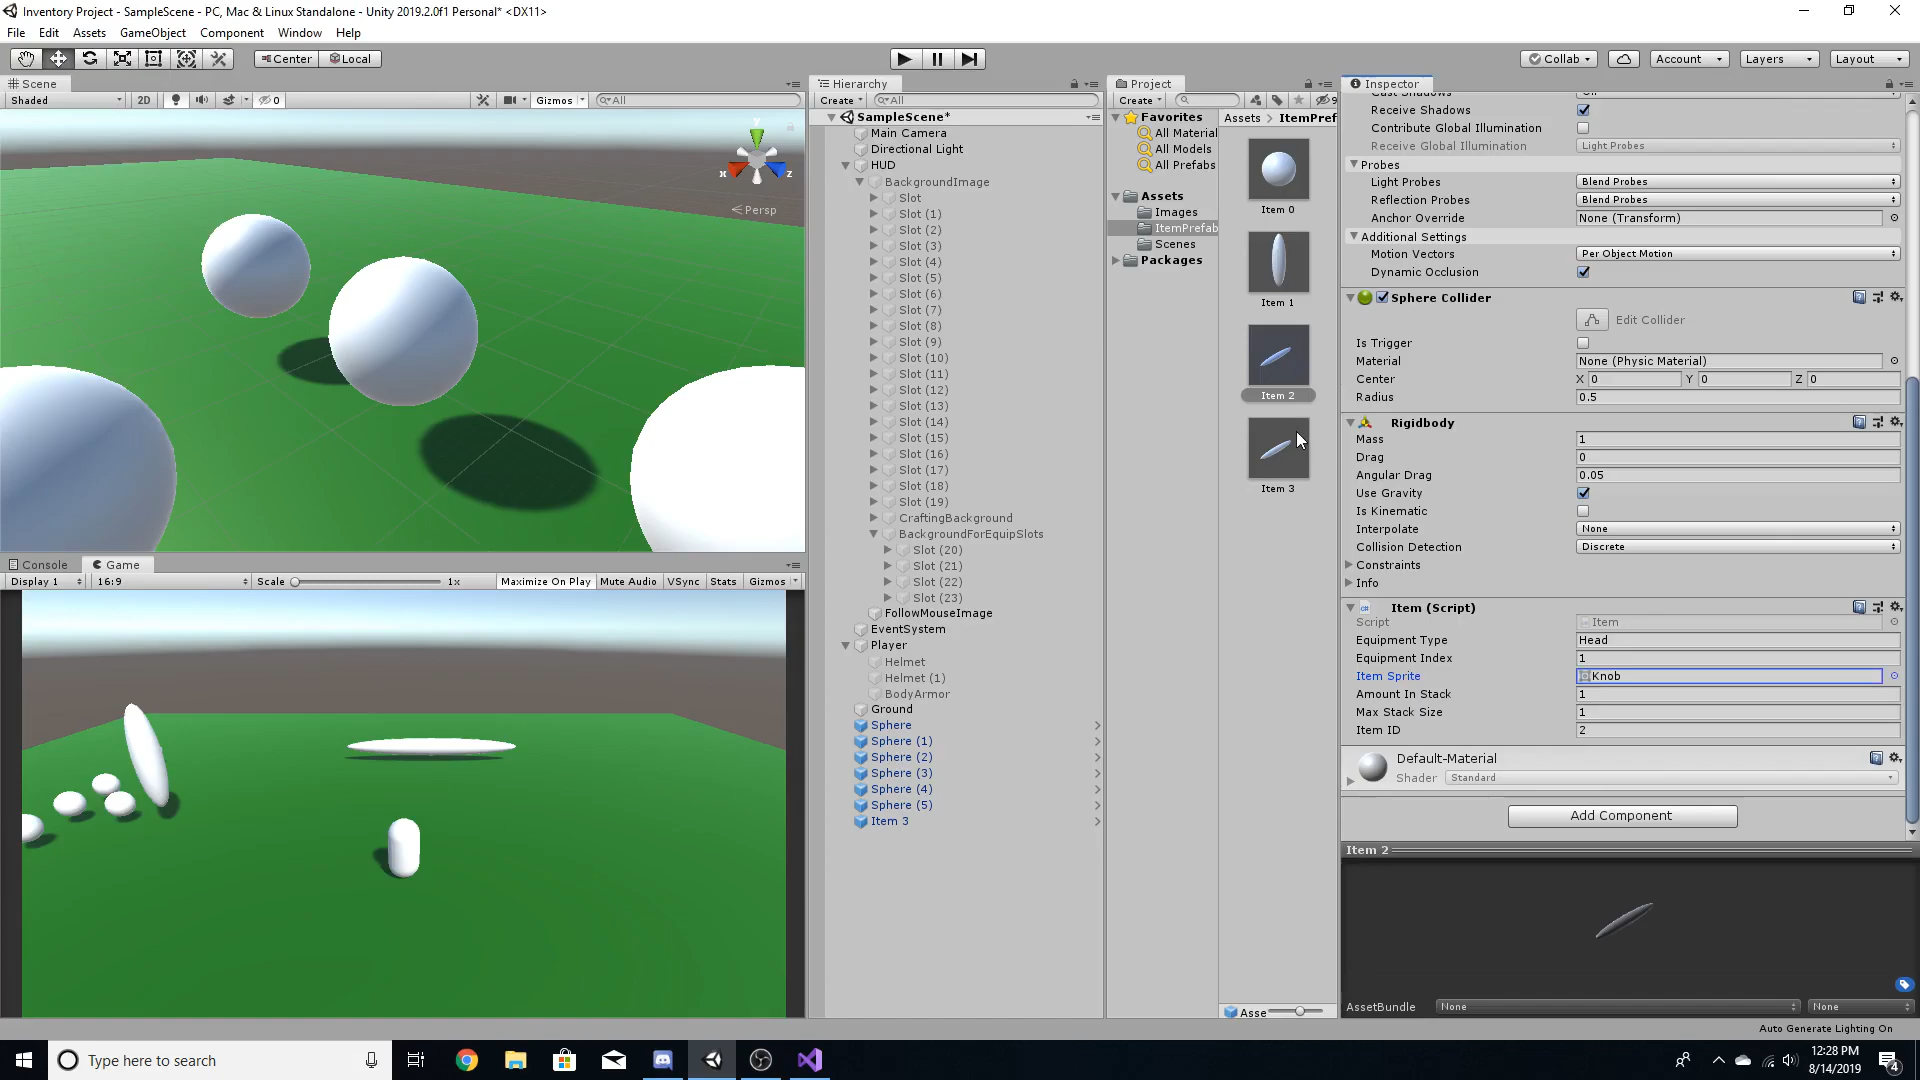 Inventory Project - SampleScene - PC, Mac & Linux Standalone - Unity 2019.2.0f1 Personal* <DX11>
File Edit Assets GameObject Component Window Help
Center Local
Collab Account Layers Layout
Scene
Shaded 2D 0 Gizmos All
y
x z
Persp
Console Game
Display 1 16:9 Scale 1x Maximize On Play Mute Audio VSync Stats Gizmos
Hierarchy
Create All
SampleScene*
Main Camera
Directional Light
HUD
BackgroundImage
Slot
Slot (1)
Slot (2)
Slot (3)
Slot (4)
Slot (5)
Slot (6)
Slot (7)
Slot (8)
Slot (9)
Slot (10)
Slot (11)
Slot (12)
Slot (13)
Slot (14)
Slot (15)
Slot (16)
Slot (17)
Slot (18)
Slot (19)
CraftingBackground
BackgroundForEquipSlots
Slot (20)
Slot (21)
Slot (22)
Slot (23)
FollowMouseImage
EventSystem
Player
Helmet
Helmet (1)
BodyArmor
Ground
Sphere
Sphere (1)
Sphere (2)
Sphere (3)
Sphere (4)
Sphere (5)
Item 3
Project
Create 9
Favorites
All Material
All Models
All Prefabs
Assets
Images
ItemPrefab
Scenes
Packages
Assets > ItemPref
Item 0
Item 1
Item 2
Item 3
Asse
Inspector
Cast Shadows On
Receive Shadows
Contribute Global Illumination
Receive Global Illumination Light Probes
Probes
Light Probes Blend Probes
Reflection Probes Blend Probes
Anchor Override None (Transform)
Additional Settings
Motion Vectors Per Object Motion
Dynamic Occlusion
Sphere Collider
Edit Collider
Is Trigger
Material None (Physic Material)
Center X 0 Y 0 Z 0
Radius 0.5
Rigidbody
Mass 1
Drag 0
Angular Drag 0.05
Use Gravity
Is Kinematic
Interpolate None
Collision Detection Discrete
Constraints
Info
Item (Script)
Script Item
Equipment Type Head
Equipment Index 1
Item Sprite Knob
Amount In Stack 1
Max Stack Size 1
Item ID 2
Default-Material
Shader Standard
Add Component
Item 2
AssetBundle None None
Auto Generate Lighting On
Type here to search
12:28 PM
8/14/2019
4